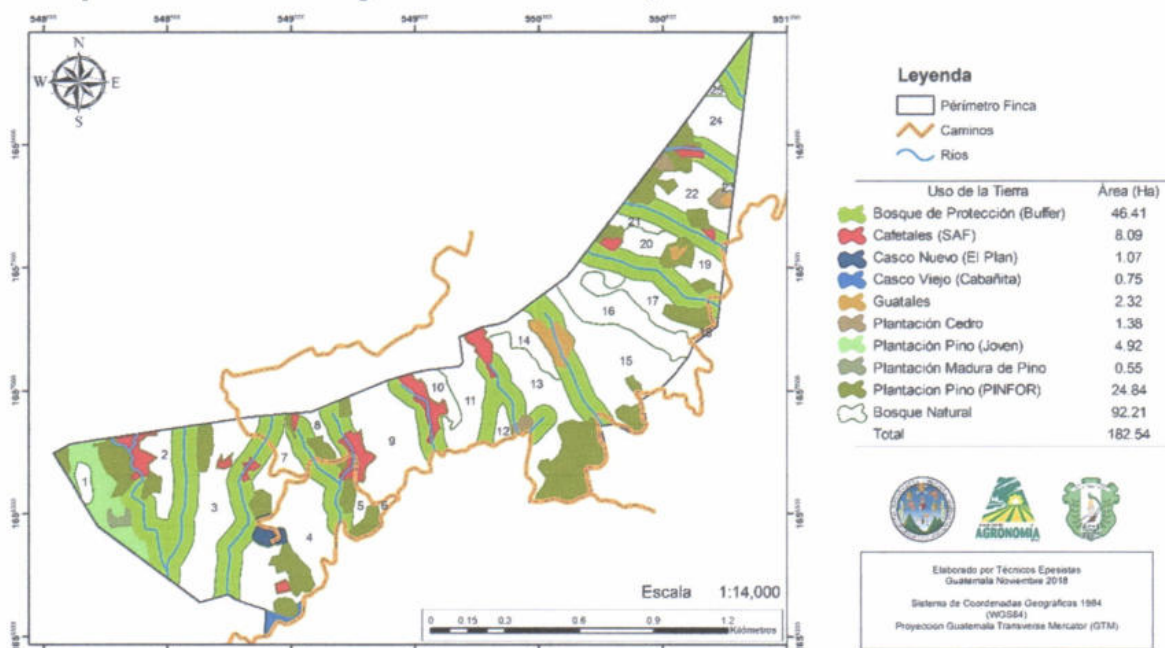 N
W E
S
Leyenda
Périmetro Finca
Caminos
Rios
Uso de la Tierra Área (Ha)
Bosque de Protección (Buffer) 46.41
Cafetales (SAF) 8.09
Casco Nuevo (El Plan) 1.07
Casco Viejo (Cabañita) 0.75
Guatales 2.32
Plantación Cedro 1.38
Plantación Pino (Joven) 4.92
Plantación Madura de Pino 0.55
Plantacion Pino (PINFOR) 24.84
Bosque Natural 92.21
Total 182.54
24
22
21
20
19
17
16
18
15
14
13
12
11
10
9
8
7
6
5
4
3
2
1
Escala 1:14,000
0 0.15 0.3 0.6 0.9 1.2
Kilómetros
AGRONOMÍA
Elaborado por Técnicos Epesistas
Guatemala Noviembre 2018
Sistema de Coordenadas Geográficas 1984
(WGS84)
Proyección Guatemala Transverse Mercator (GTM)